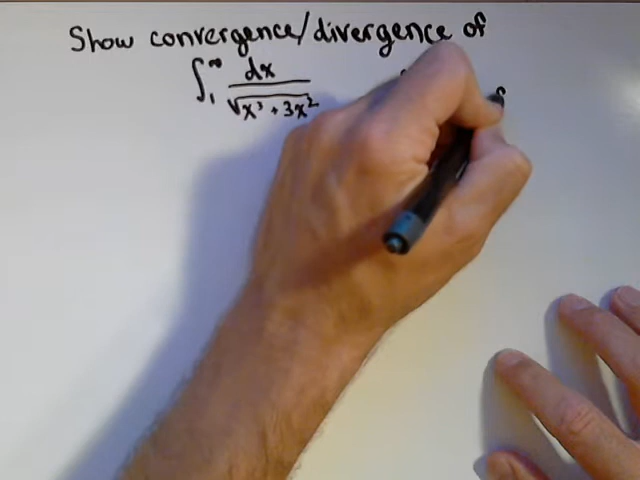 Show convergence/divergence of
∫₁^∞ dx / √(x³ + 3x²)